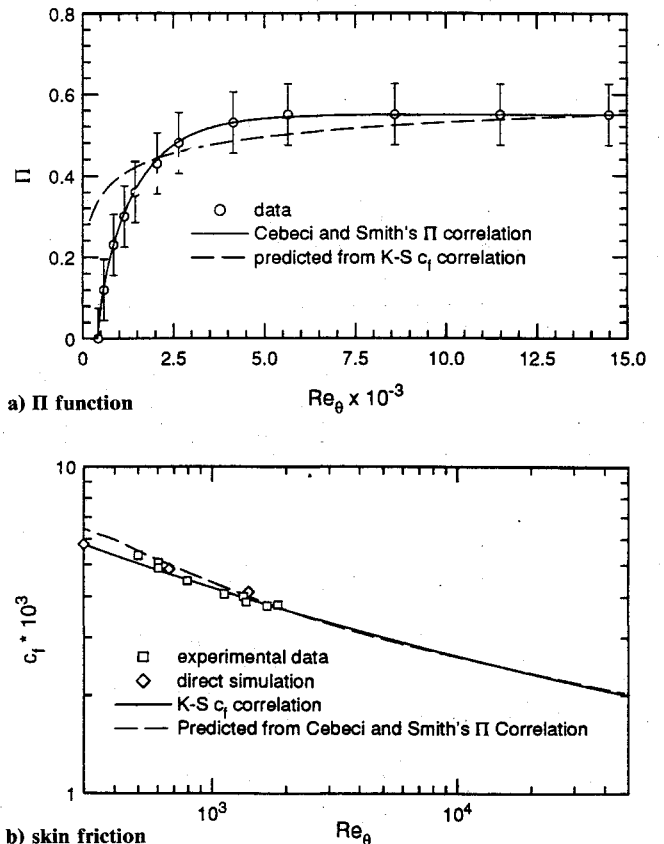 0.8
0.6
0.4
0.2
0
Π
data
Cebeci and Smith's Π correlation
predicted from K-S c_f correlation
0 2.5 5.0 7.5 10.0 12.5 15.0
a) Π function
Re_θ x 10^-3
10
c_f * 10^3
1
experimental data
direct simulation
K-S c_f correlation
Predicted from Cebeci and Smith's Π Correlation
10^3 10^4
b) skin friction
Re_θ